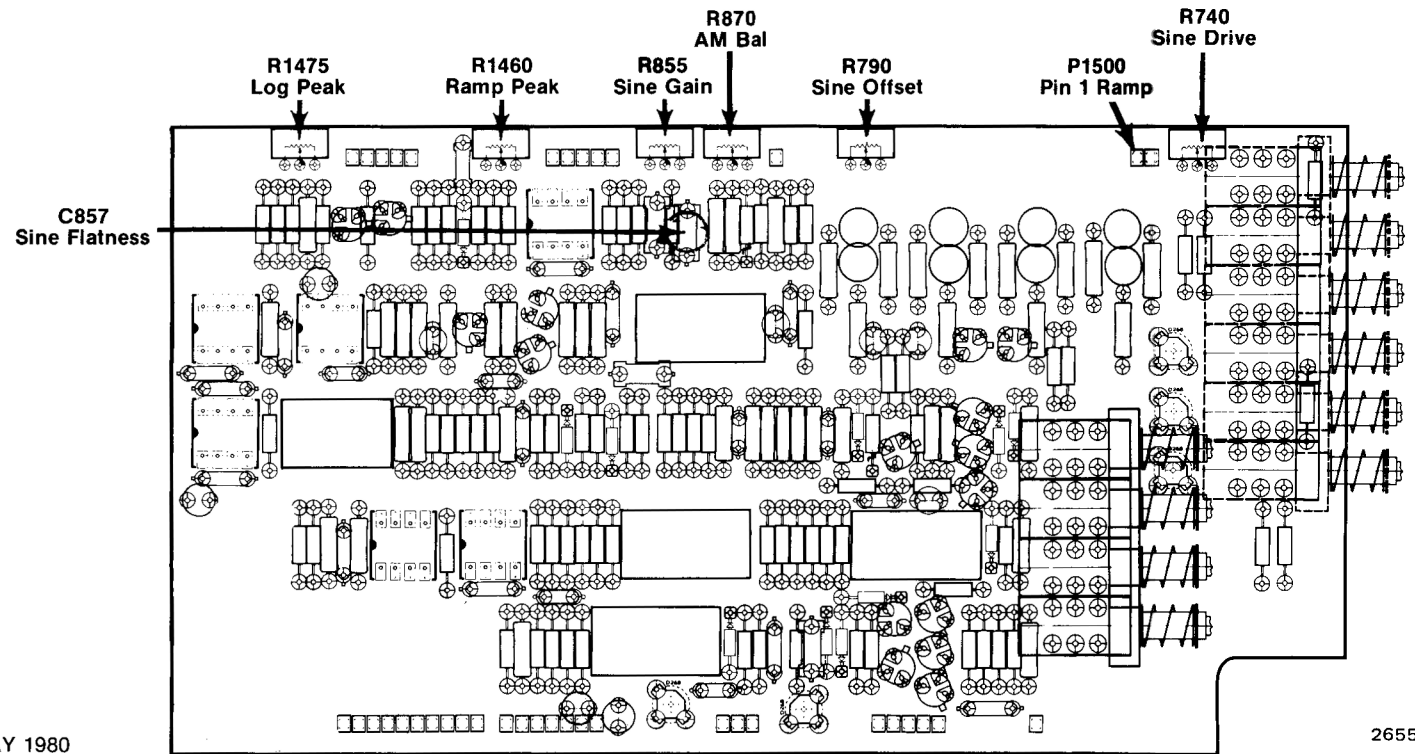 R870
AM Bal
R740
Sine Drive
R1475
Log Peak
R1460
Ramp Peak
R855
Sine Gain
R790
Sine Offset
P1500
Pin 1 Ramp
C857
Sine Flatness
AY 1980
2655